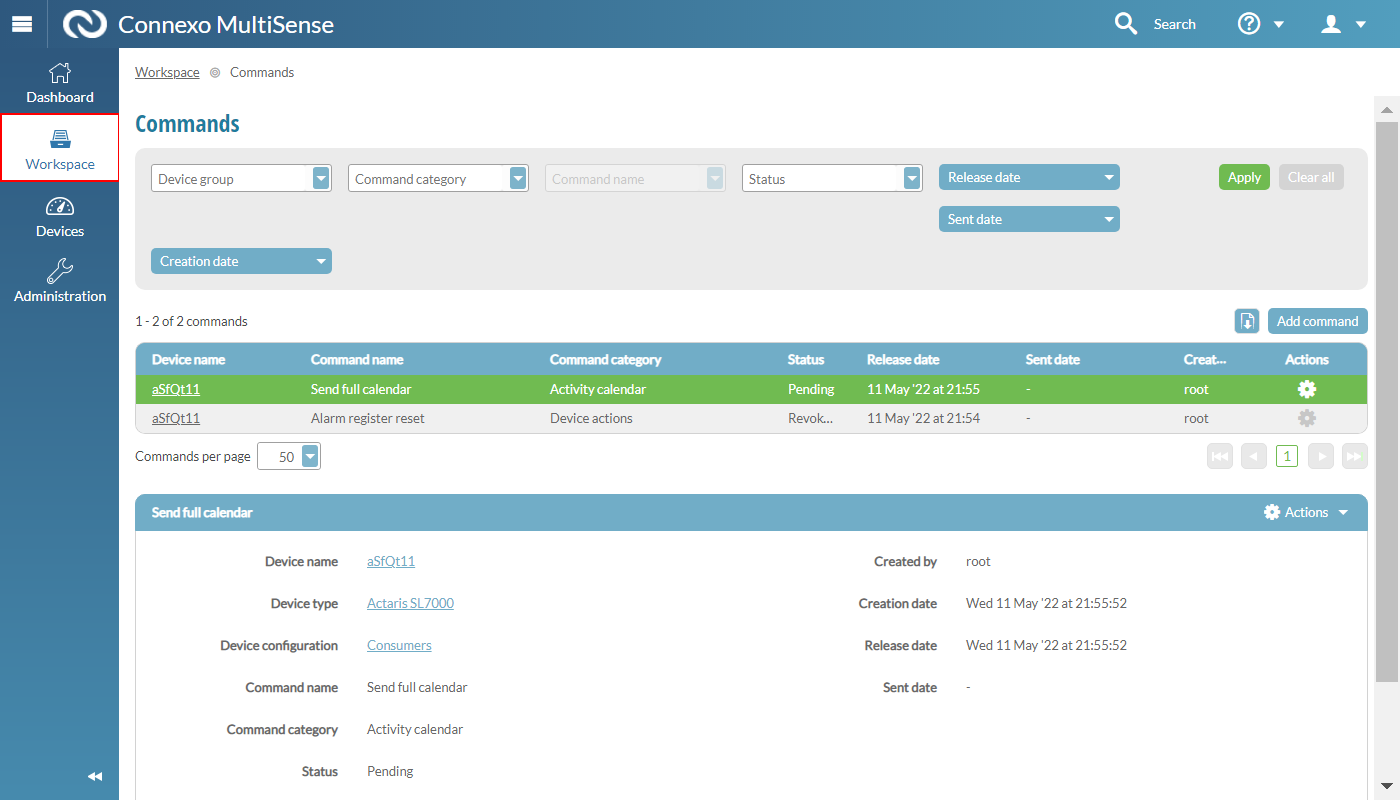 Connexo MultiSense
Search
Dashboard
Workspace
Devices
Administration
Workspace Commands
Commands
Device group Command category Command name Status Release date Apply Clear all
Sent date
Creation date
1 - 2 of 2 commands Add command
Device name Command name Command category Status Release date Sent date Creat... Actions
aSfQt11 Send full calendar Activity calendar Pending 11 May '22 at 21:55 - root
aSfQt11 Alarm register reset Device actions Revok... 11 May '22 at 21:54 - root
Commands per page 50 1
Send full calendar Actions
Device name aSfQt11 Created by root
Device type Actaris SL7000 Creation date Wed 11 May '22 at 21:55:52
Device configuration Consumers Release date Wed 11 May '22 at 21:55:52
Command name Send full calendar Sent date -
Command category Activity calendar
Status Pending